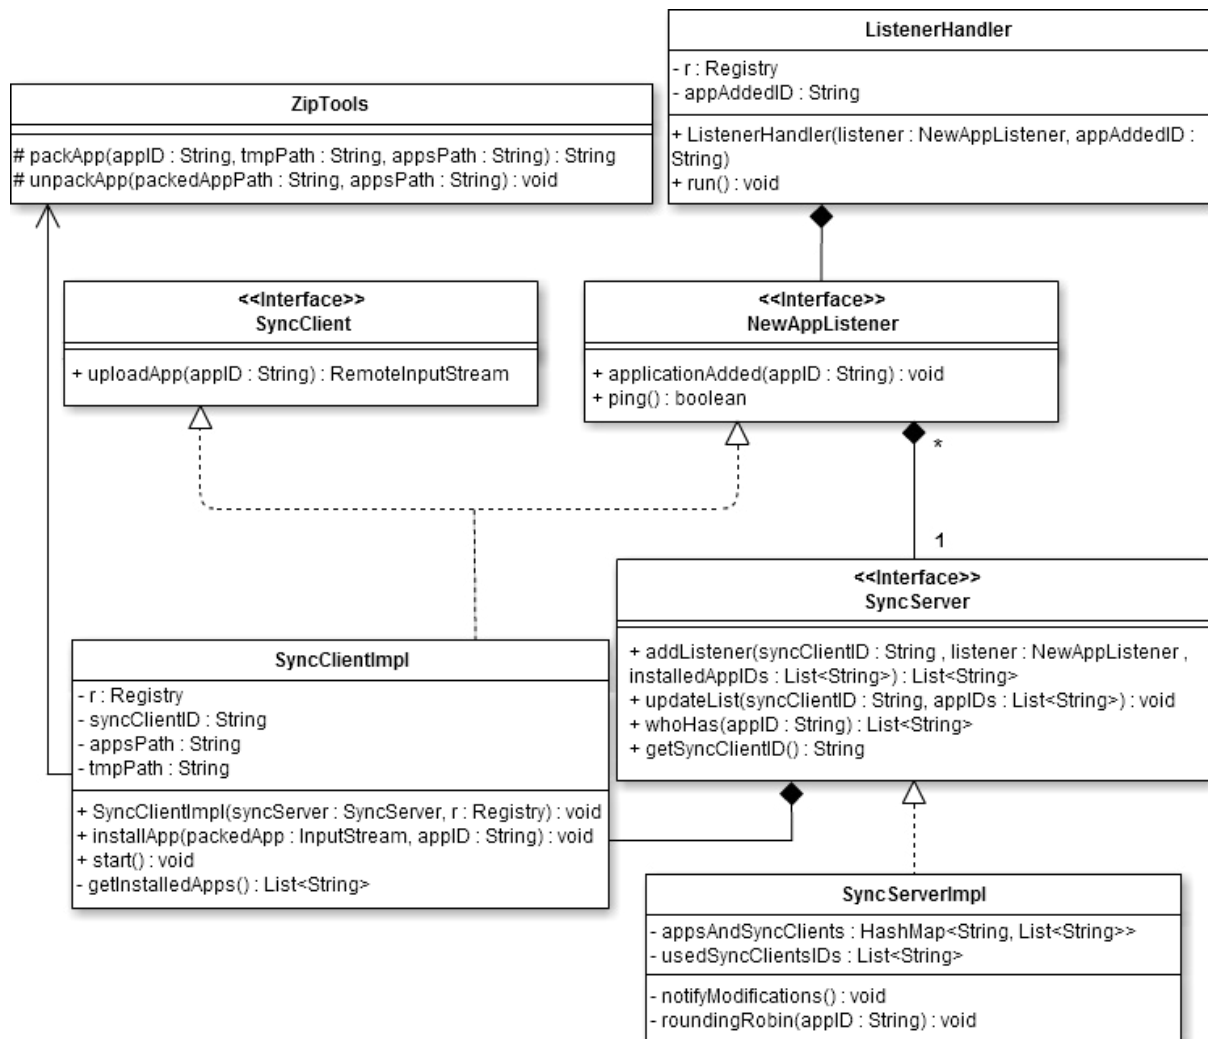 ListenerHandler
- r : Registry
- appAddedID : String
+ ListenerHandler(listener : NewAppListener, appAddedID :
String)
+ run() : void
ZipTools
# packApp(appID : String, tmpPath : String, appsPath : String) : String
# unpackApp(packedAppPath : String, appsPath : String) : void
<<Interface>>
SyncClient
+ uploadApp(appID : String) : RemoteInputStream
<<Interface>>
NewAppListener
+ applicationAdded(appID : String) : void
+ ping() : boolean
*
1
<<Interface>>
SyncServer
+ addListener(syncClientID : String , listener : NewAppListener ,
installedAppIDs : List<String>) : List<String>
+ updateList(syncClientID : String, appIDs : List<String>) : void
+ whoHas(appID : String) : List<String>
+ getSyncClientID() : String
SyncClientImpl
- r : Registry
- syncClientID : String
- appsPath : String
- tmpPath : String
+ SyncClientImpl(syncServer : SyncServer, r : Registry) : void
+ installApp(packedApp : InputStream, appID : String) : void
+ start() : void
- getInstalledApps() : List<String>
SyncServerImpl
- appsAndSyncClients : HashMap<String, List<String>>
- usedSyncClientsIDs : List<String>
- notifyModifications() : void
- roundingRobin(appID : String) : void